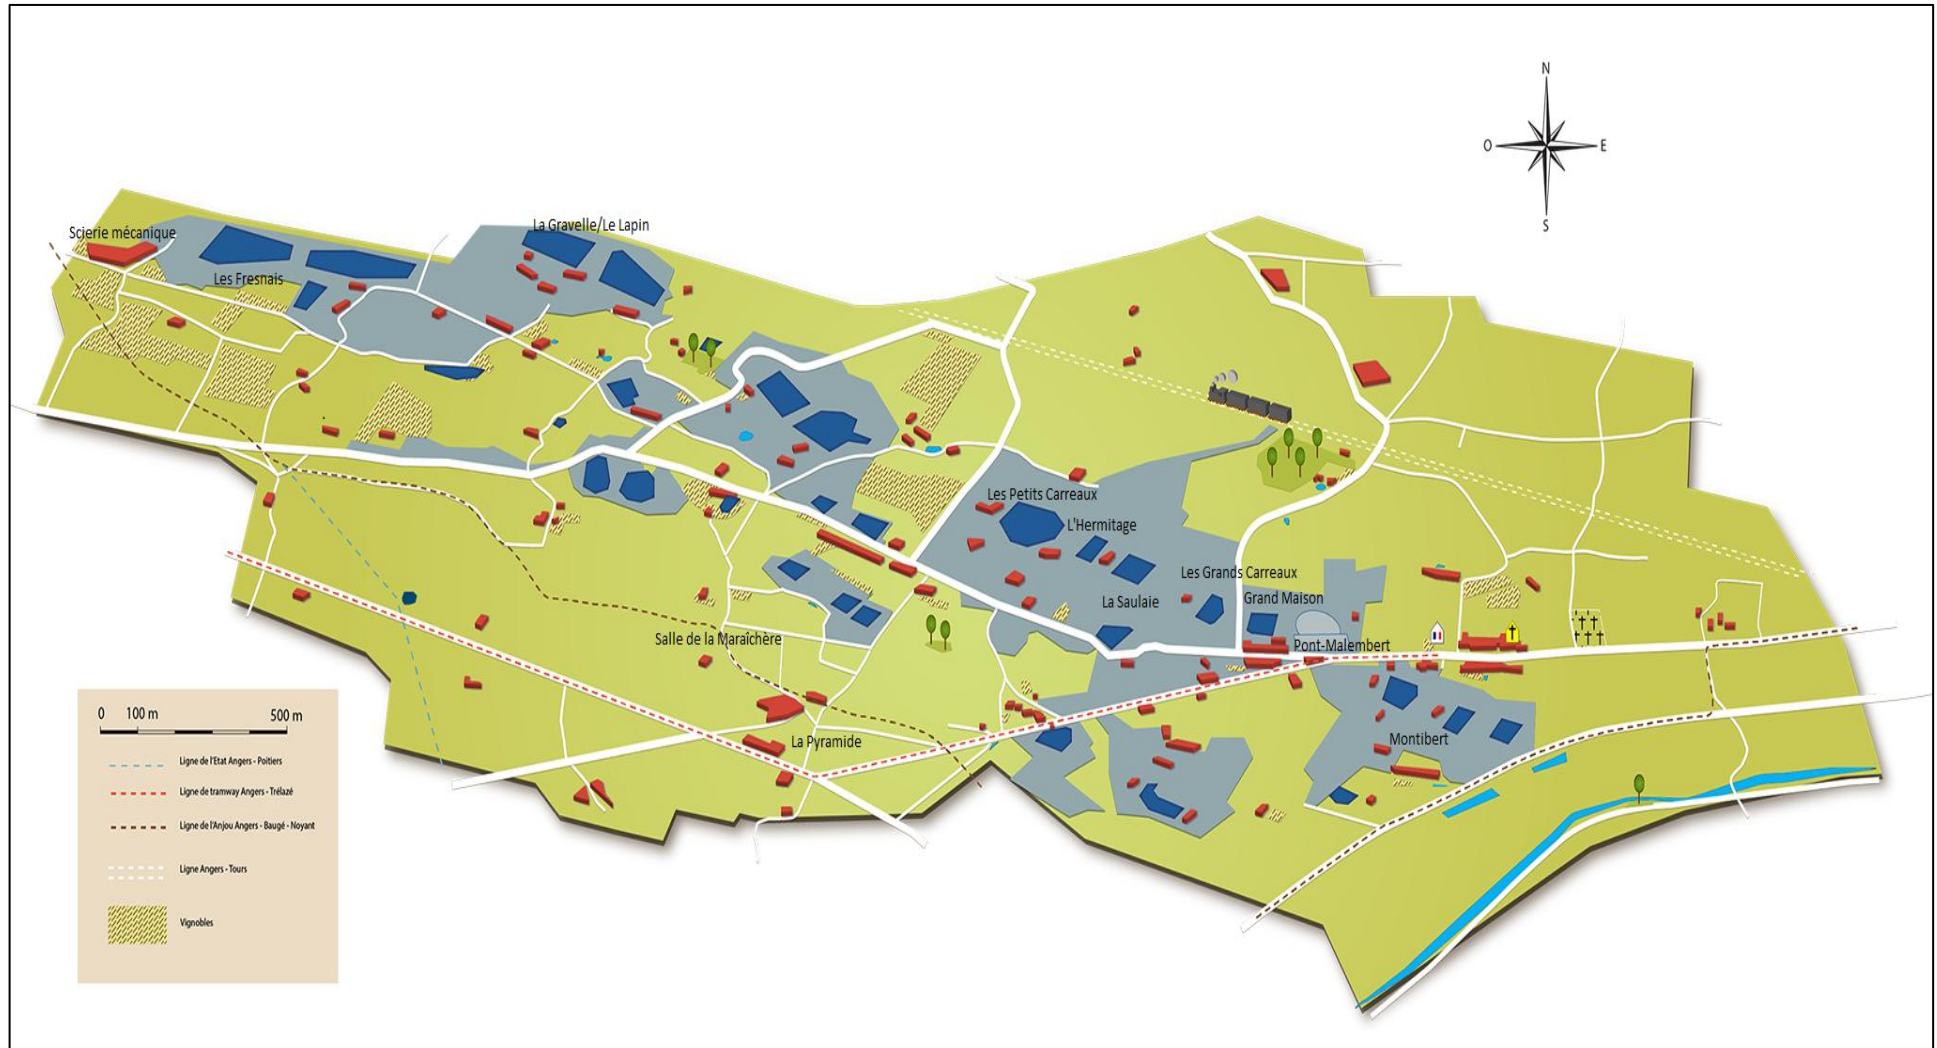 N
O
E
S
La Gravelle/Le Lapin
Scierie mécanique
Les Fresnais
Les Petits Carreaux
L'Hermitage
Les Grands Carreaux
La Saulaie
Grand Maison
Salle de la Maraîchère
Pont-Malembert
La Pyramide
Montibert
0 100 m 500 m
Ligne de l'Etat Angers - Poitiers
Ligne de tramway Angers - Trélazé
Ligne de l'Anjou Angers - Baugé - Noyant
Ligne Angers - Tours
Vignobles